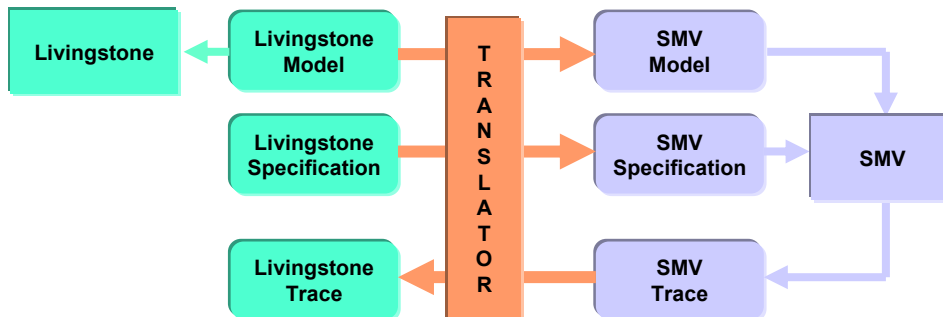 Livingstone
Livingstone
Model
SMV
Model
Livingstone
Specification
SMV
Specification
SMV
Livingstone
Trace
SMV
Trace
T
R
A
N
S
L
A
T
O
R